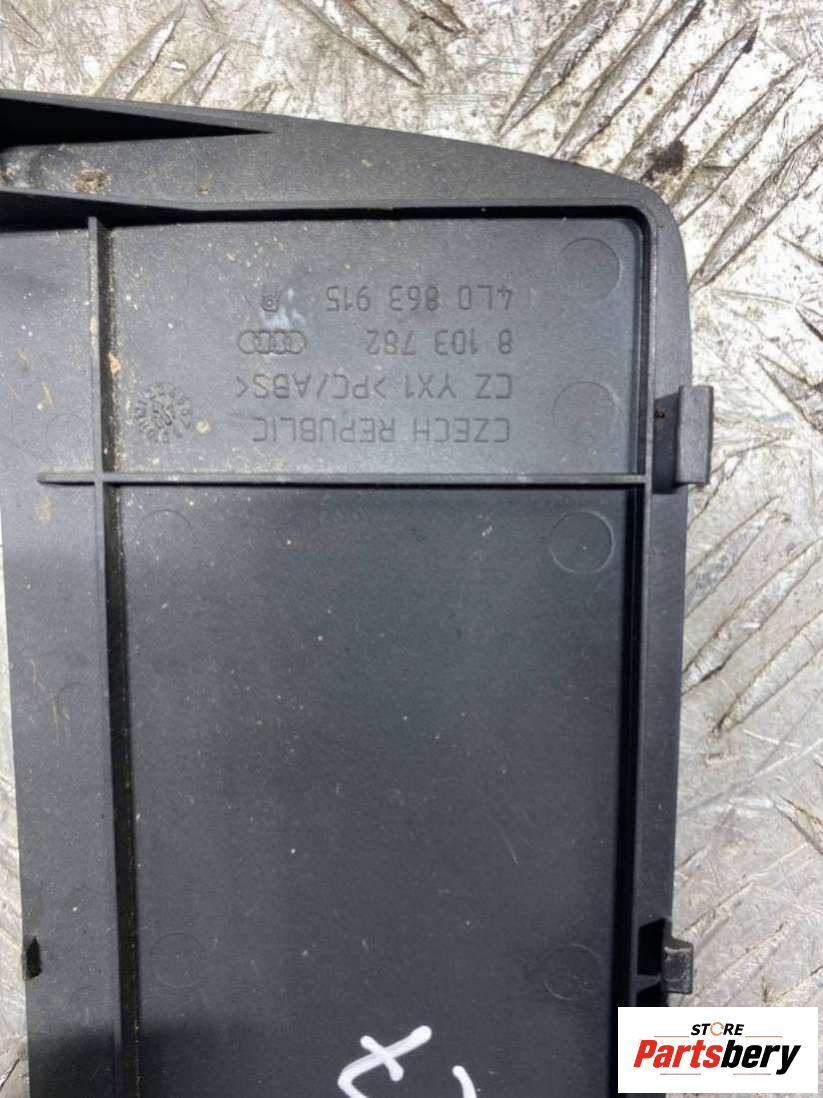 4L0 863 915
8 103 782
CZ YX1 >PC/ABS<
CZECH REPUBLIC
STORE
Partsbery